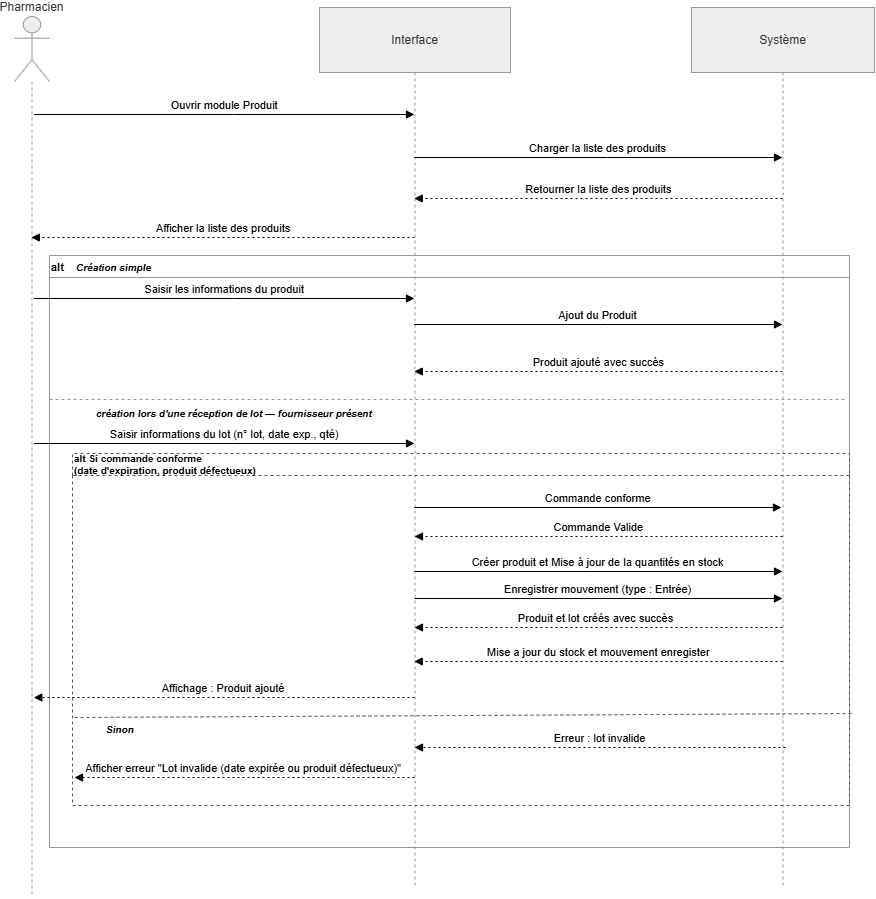 Pharmacien
Interface
Système
Ouvrir module Produit
Charger la liste des produits
Retourner la liste des produits
Afficher la liste des produits
alt Création simple
Saisir les informations du produit
Ajout du Produit
Produit ajouté avec succès
création lors d'une réception de lot — fournisseur présent
Saisir informations du lot (n° lot, date exp., qté)
alt Si commande conforme
(date d'expiration, produit défectueux)
Commande conforme
Commande Valide
Créer produit et Mise à jour de la quantités en stock
Enregistrer mouvement (type : Entrée)
Produit et lot créés avec succès
Mise a jour du stock et mouvement enregister
Affichage : Produit ajouté
Sinon
Erreur : lot invalide
Afficher erreur "Lot invalide (date expirée ou produit défectueux)"